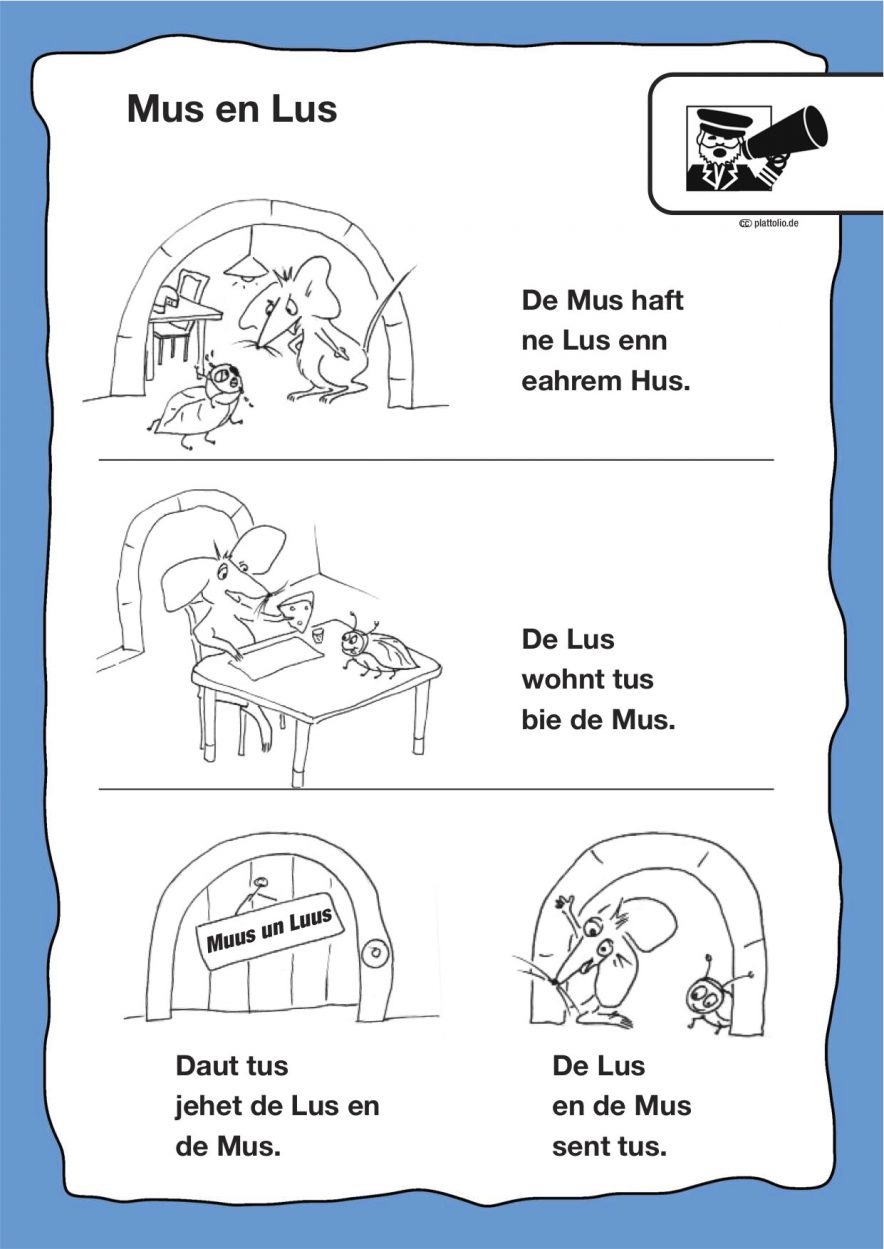 Mus en Lus
cc plattolio.de
De Mus haft
ne Lus enn
eahrem Hus.
De Lus
wohnt tus
bie de Mus.
Muus un Luus
Daut tus
jehet de Lus en
de Mus.
De Lus
en de Mus
sent tus.